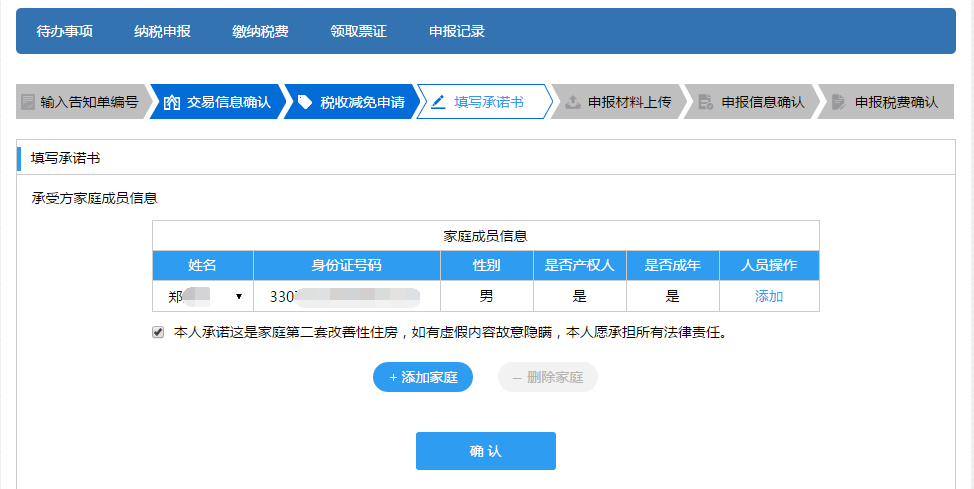 待办事项 纳税申报 缴纳税费 领取票证 申报记录
输入告知单编号 交易信息确认 税收减免申请 填写承诺书 申报材料上传 申报信息确认 申报税费确认
填写承诺书
承受方家庭成员信息
家庭成员信息
姓名 身份证号码 性别 是否产权人 是否成年 人员操作
郑 330 男 是 是 添加
本人承诺这是家庭第二套改善性住房，如有虚假内容故意隐瞒，本人愿承担所有法律责任。
+ 添加家庭 — 删除家庭
确 认